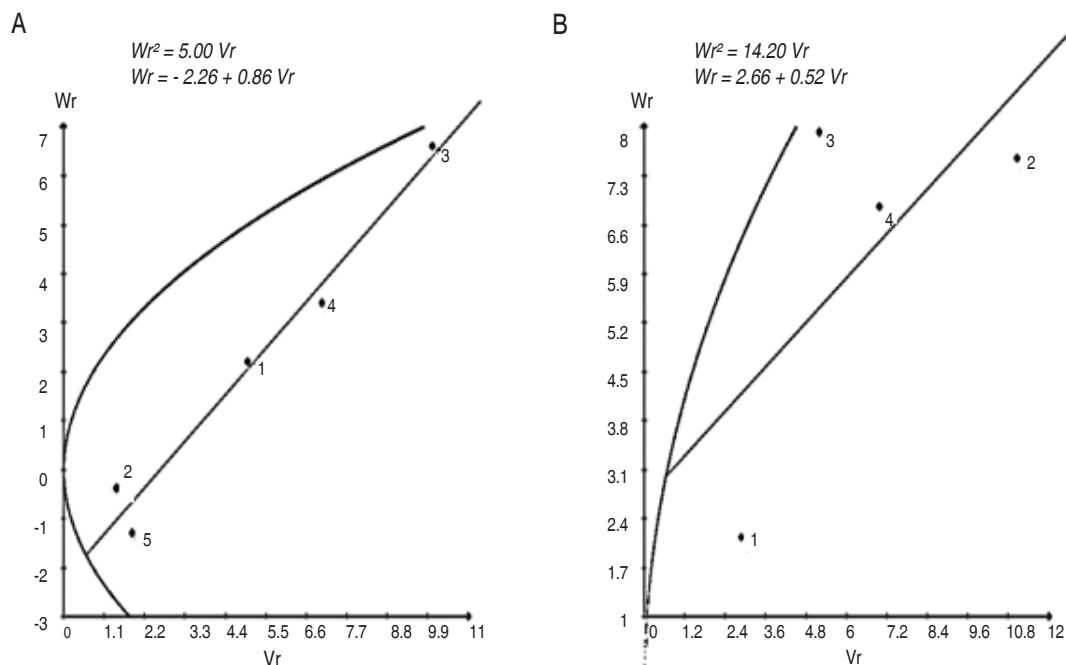 A
Wr² = 5.00 Vr
Wr = - 2.26 + 0.86 Vr
Wr
7
6
5
4
3
2
1
0
-1
-2
-3
3
4
1
2
5
0 1.1 2.2 3.3 4.4 5.5 6.6 7.7 8.8 9.9 11
Vr
B
Wr² = 14.20 Vr
Wr = 2.66 + 0.52 Vr
Wr
8
7.3
6.6
5.9
5.2
4.5
3.8
3.1
2.4
1.7
1
3
2
4
1
0 1.2 2.4 3.6 4.8 6 7.2 8.4 9.6 10.8 12
Vr